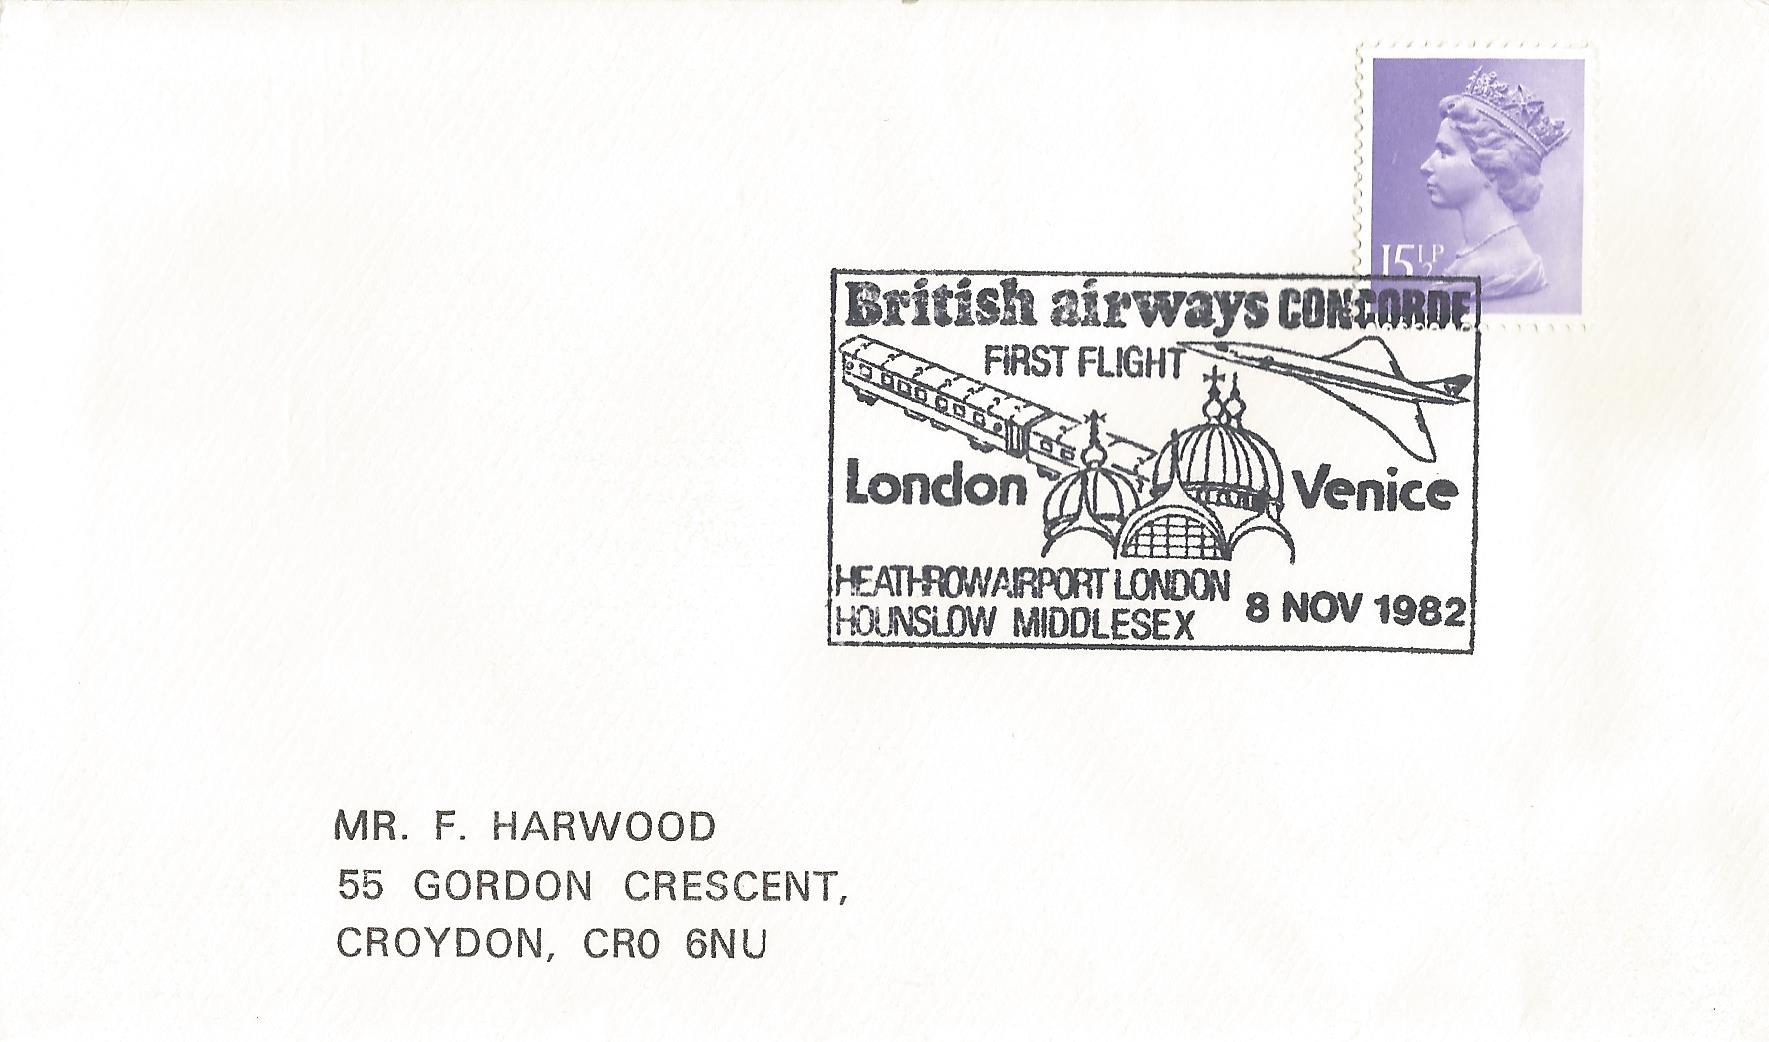 15½P
British airways CONCORDE
FIRST FLIGHT
London Venice
HEATHROW AIRPORT LONDON
HOUNSLOW MIDDLESEX 8 NOV 1982
MR. F. HARWOOD
55 GORDON CRESCENT,
CROYDON, CR0 6NU